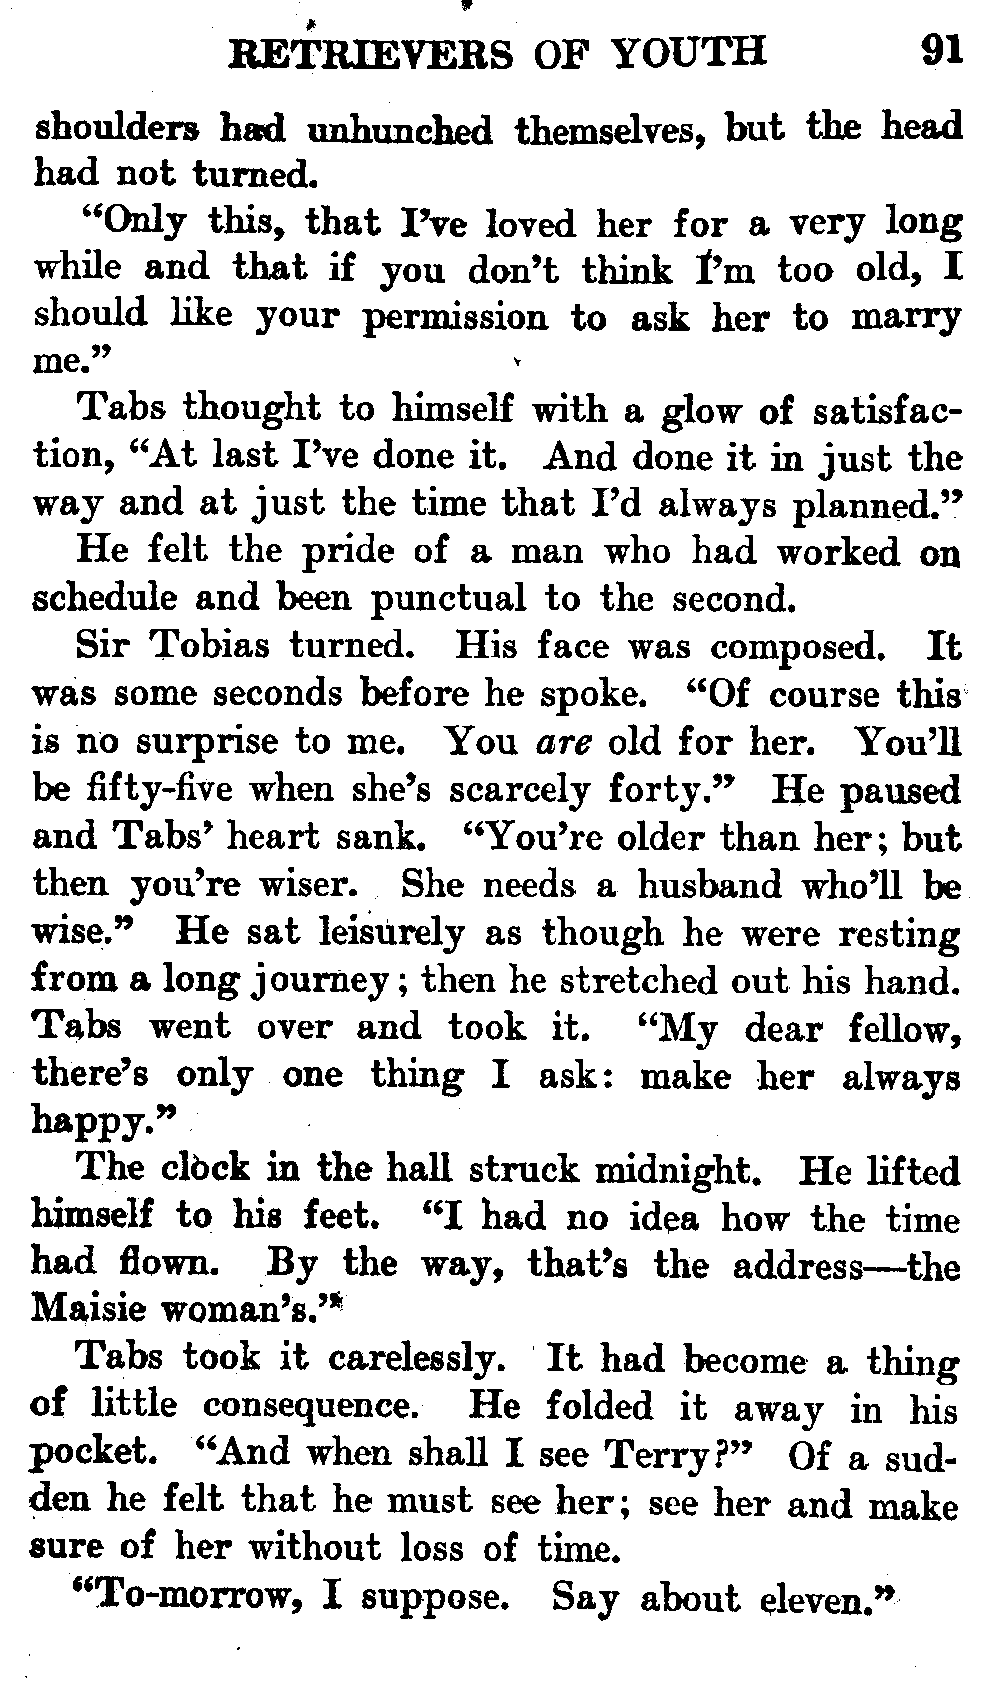 RETRIEVERS OF YOUTH 91
shoulders had unhunched themselves, but the head
had not turned.
“Only this, that I’ve loved her for a very long
while and that if you don’t think I’m too old, I
should like your permission to ask her to marry
me.”
Tabs thought to himself with a glow of satisfac-
tion, “At last I’ve done it. And done it in just the
way and at just the time that I’d always planned.”
He felt the pride of a man who had worked on
schedule and been punctual to the second.
Sir Tobias turned. His face was composed. It
was some seconds before he spoke. “Of course this
is no surprise to me. You are old for her. You’ll
be fifty-five when she’s scarcely forty.” He paused
and Tabs’ heart sank. “You’re older than her; but
then you’re wiser. She needs a husband who’ll be
wise.” He sat leisurely as though he were resting
from a long journey; then he stretched out his hand.
Tabs went over and took it. “My dear fellow,
there’s only one thing I ask: make her always
happy.”
The clock in the hall struck midnight. He lifted
himself to his feet. “I had no idea how the time
had flown. By the way, that’s the address—the
Maisie woman’s.”
Tabs took it carelessly. It had become a thing
of little consequence. He folded it away in his
pocket. “And when shall I see Terry?” Of a sud-
den he felt that he must see her; see her and make
sure of her without loss of time.
“To-morrow, I suppose. Say about eleven.”